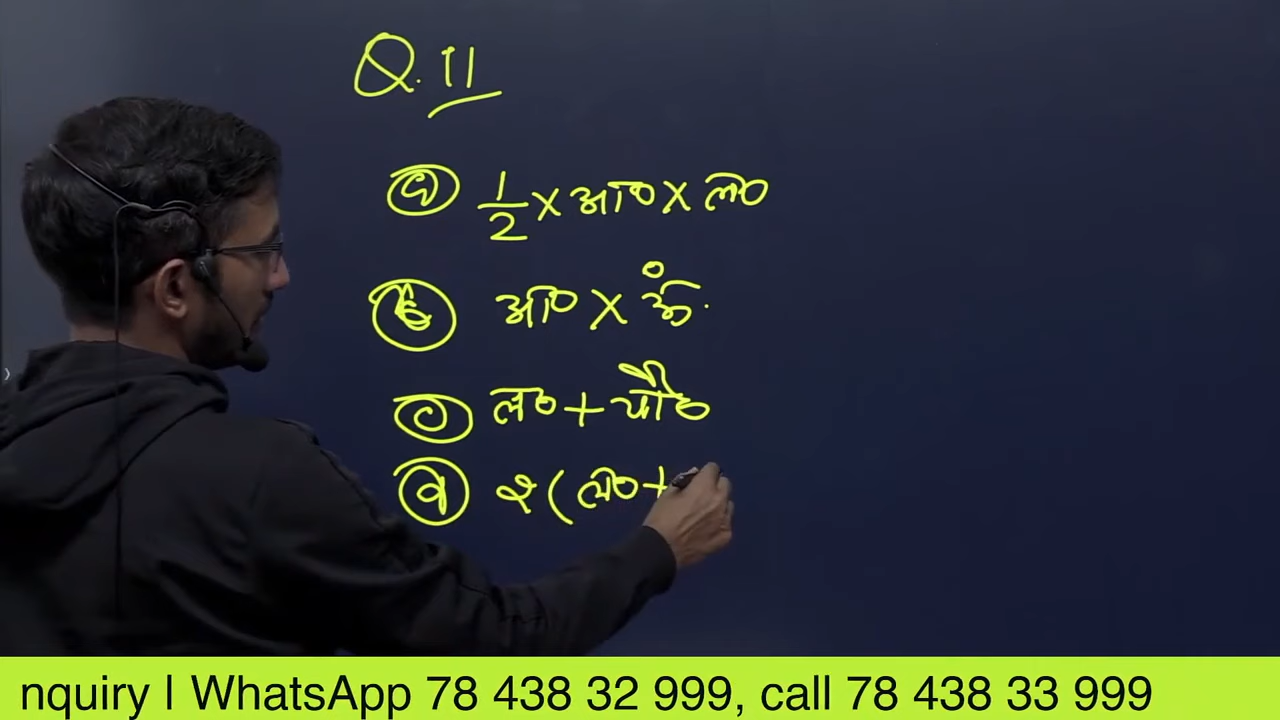 Q. 11
1/2 × आ० × ल०
आ० × ऊं०
ल० + चौ०
२ ( ल० +
nquiry | WhatsApp 78 438 32 999, call 78 438 33 999